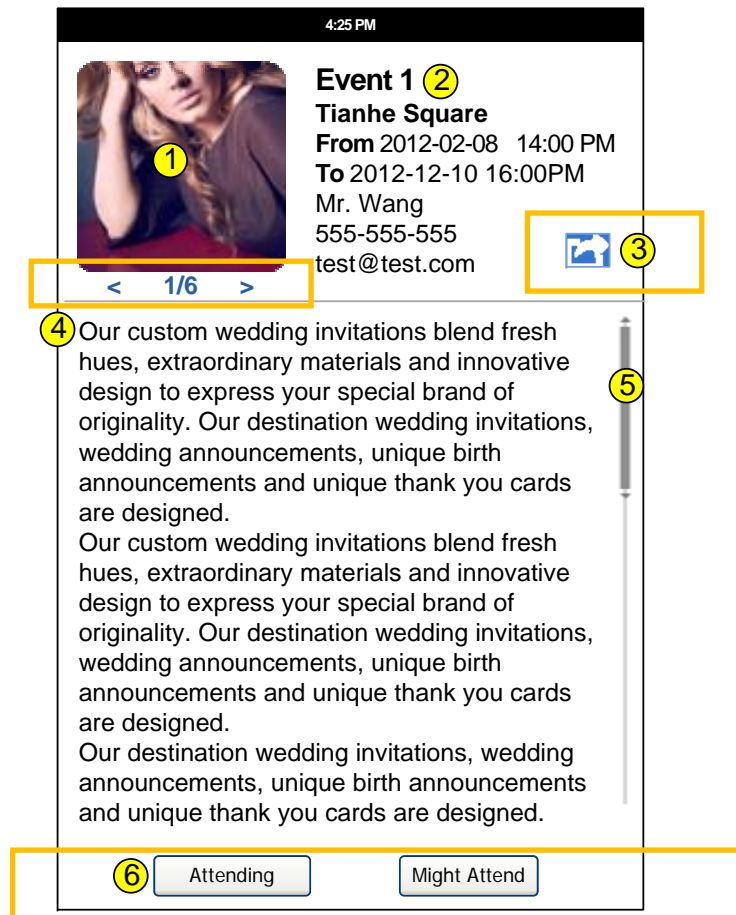 4:25 PM
1
Event 1 2
Tianhe Square
From 2012-02-08 14:00 PM
To 2012-12-10 16:00PM
Mr. Wang
555-555-555
test@test.com
3
< 1/6 >
4
Our custom wedding invitations blend fresh
hues, extraordinary materials and innovative
design to express your special brand of
originality. Our destination wedding invitations,
wedding announcements, unique birth
announcements and unique thank you cards
are designed.
Our custom wedding invitations blend fresh
hues, extraordinary materials and innovative
design to express your special brand of
originality. Our destination wedding invitations,
wedding announcements, unique birth
announcements and unique thank you cards
are designed.
Our destination wedding invitations, wedding
announcements, unique birth announcements
and unique thank you cards are designed.
5
6 Attending Might Attend